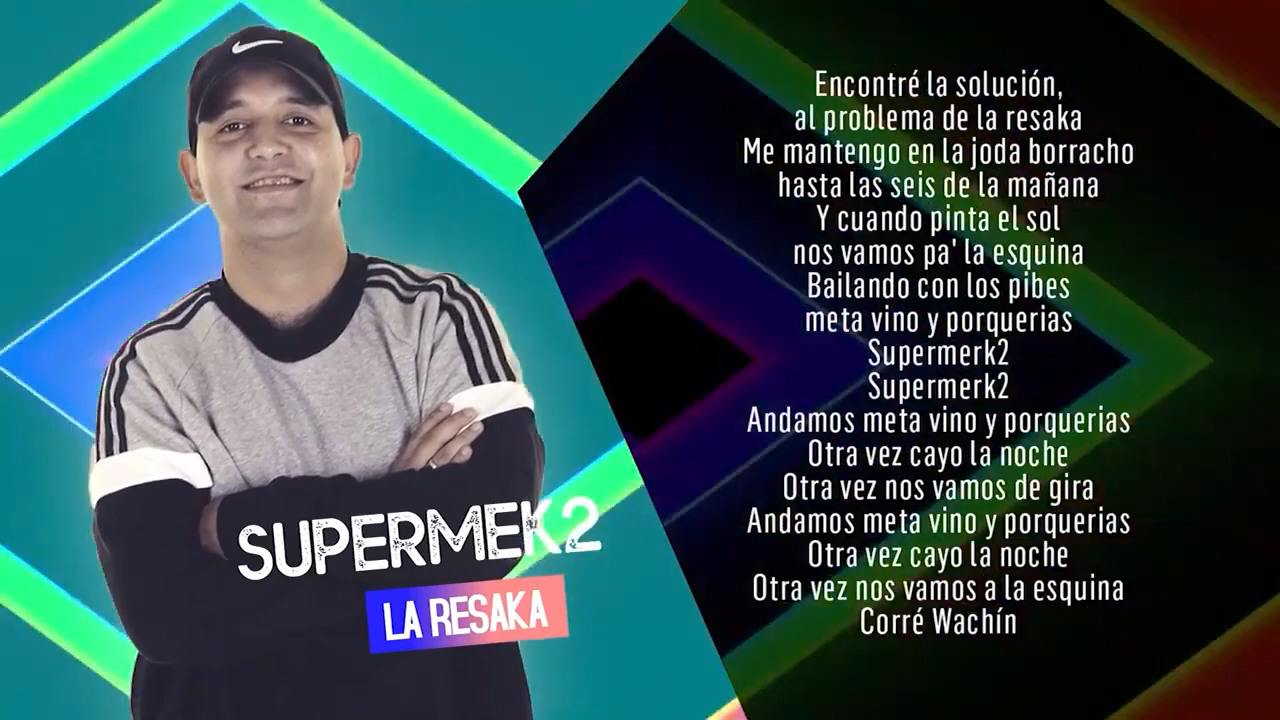 SUPERMEK2
LA RESAKA
Encontré la solución,
al problema de la resaka
Me mantengo en la joda borracho
hasta las seis de la mañana
Y cuando pinta el sol
nos vamos pa' la esquina
Bailando con los pibes
meta vino y porquerias
Supermerk2
Supermerk2
Andamos meta vino y porquerias
Otra vez cayo la noche
Otra vez nos vamos de gira
Andamos meta vino y porquerias
Otra vez cayo la noche
Otra vez nos vamos a la esquina
Corré Wachín